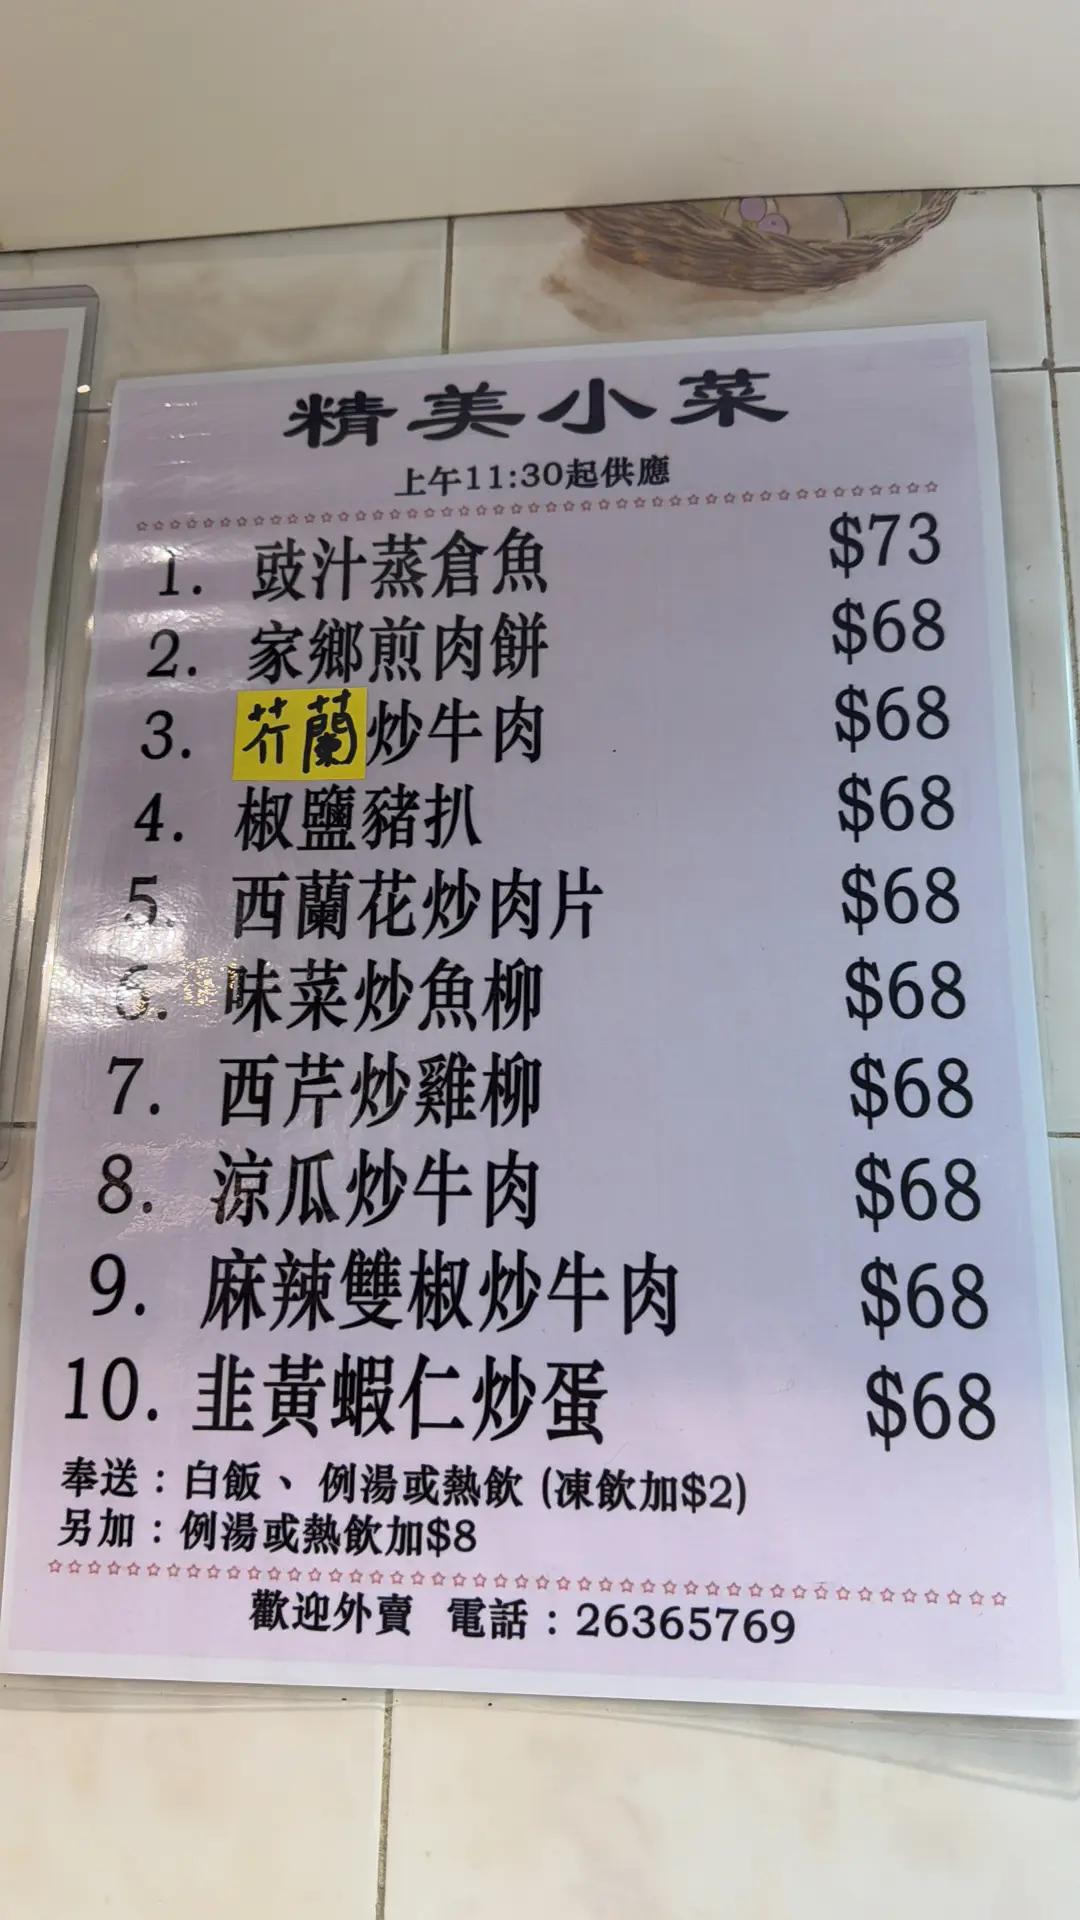 精美小菜
上午11:30起供應
1. 豉汁蒸倉魚 $73
2. 家鄉煎肉餅 $68
3. 芥蘭炒牛肉 $68
4. 椒鹽豬扒 $68
5. 西蘭花炒肉片 $68
6. 味菜炒魚柳 $68
7. 西芹炒雞柳 $68
8. 涼瓜炒牛肉 $68
9. 麻辣雙椒炒牛肉 $68
10. 韭黃蝦仁炒蛋 $68
奉送：白飯、例湯或熱飲 (凍飲加$2)
另加：例湯或熱飲加$8
歡迎外賣 電話：26365769